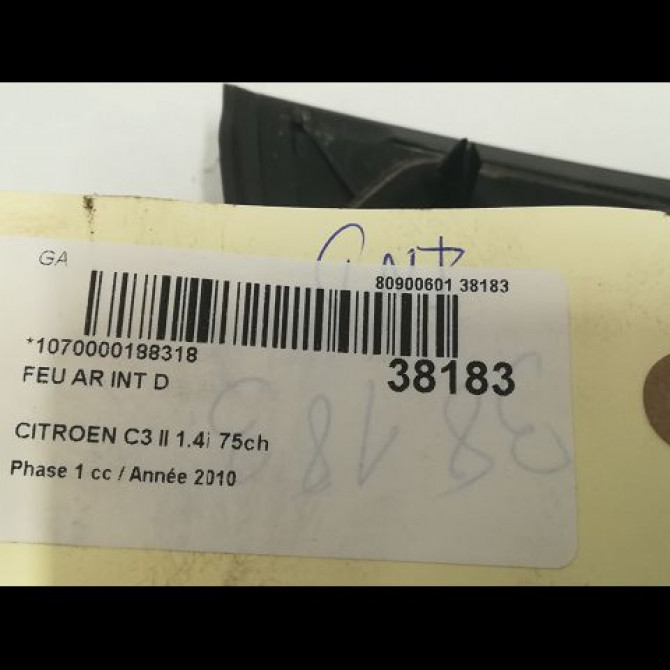 GA
80900601 38183
*1070000188318
38183
FEU AR INT D
CITROEN C3 II 1.4i 75ch
Phase 1 cc / Année 2010
38183